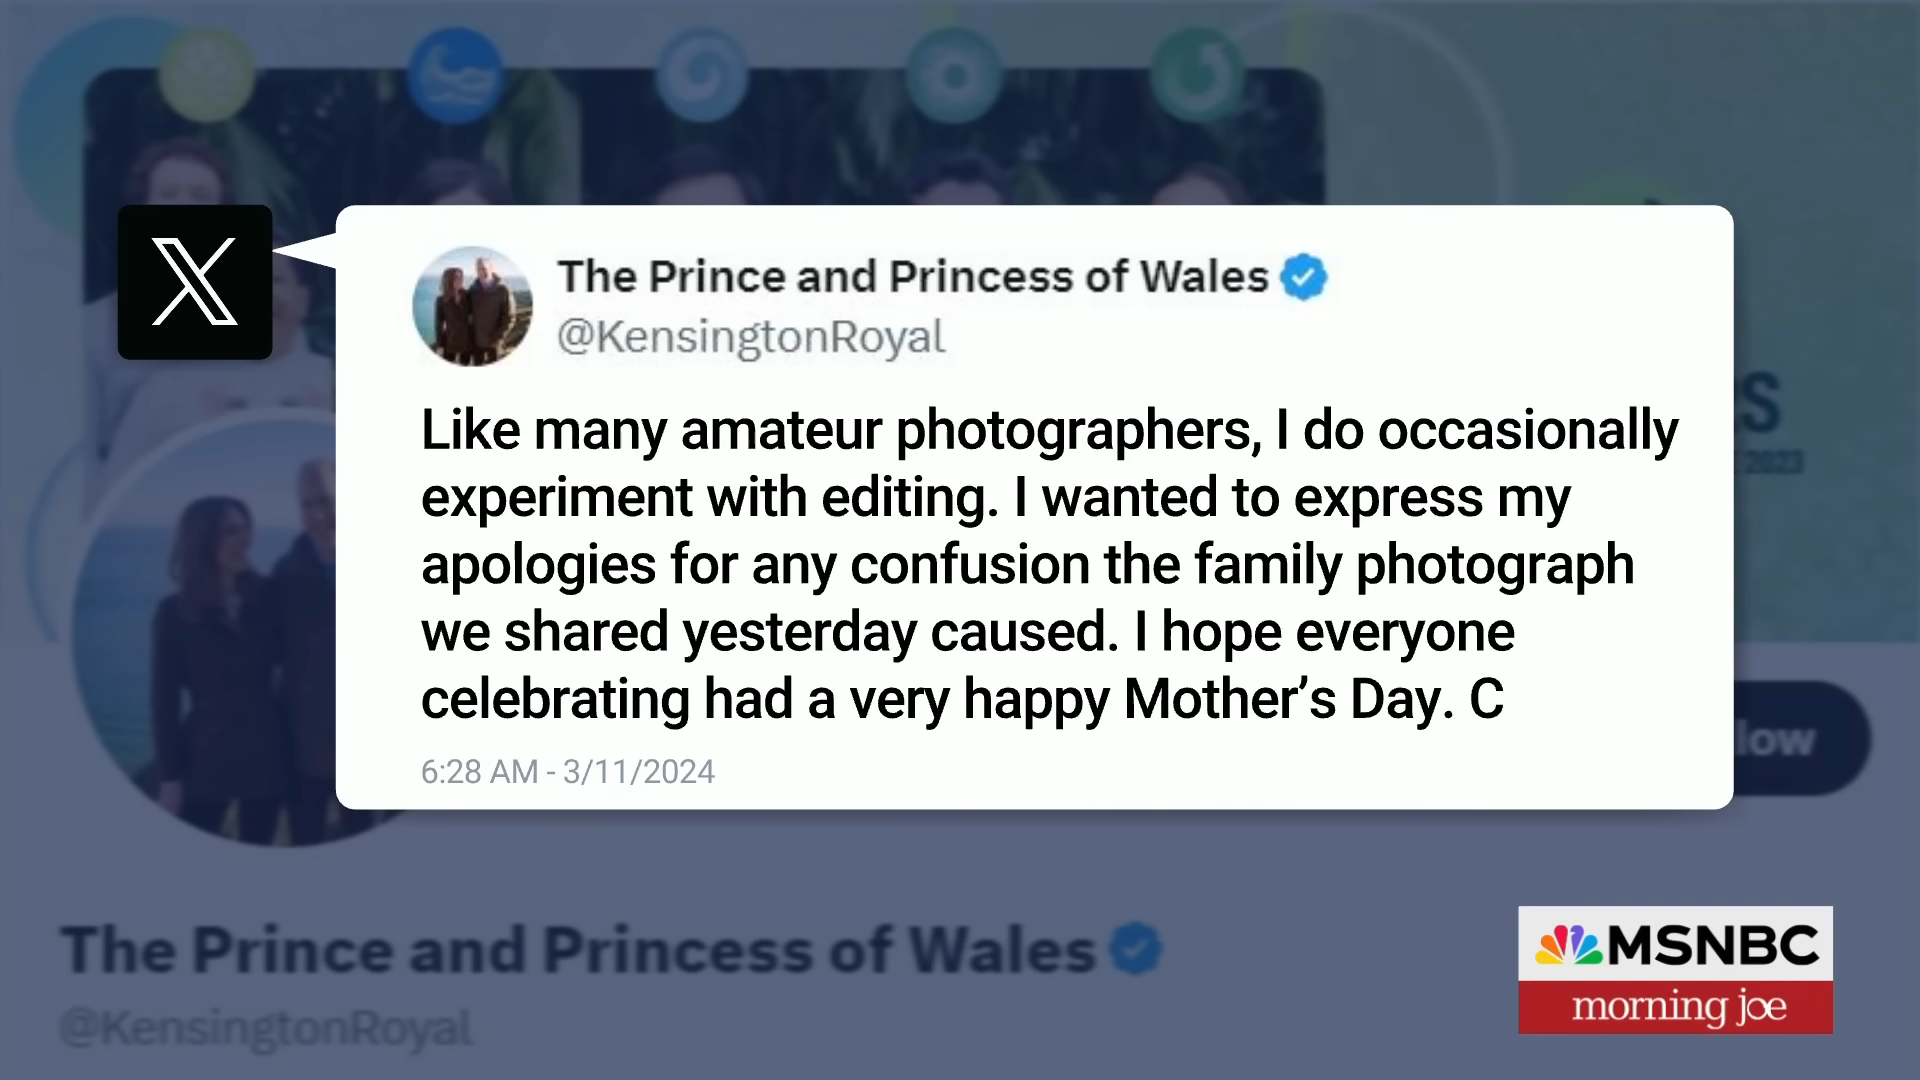 The Prince and Princess of Wales
@KensingtonRoyal
Like many amateur photographers, I do occasionally
experiment with editing. I wanted to express my
apologies for any confusion the family photograph
we shared yesterday caused. I hope everyone
celebrating had a very happy Mother’s Day. C
6:28 AM - 3/11/2024
2023
low
The Prince and Princess of Wales
@KensingtonRoyal
MSNBC
morning joe